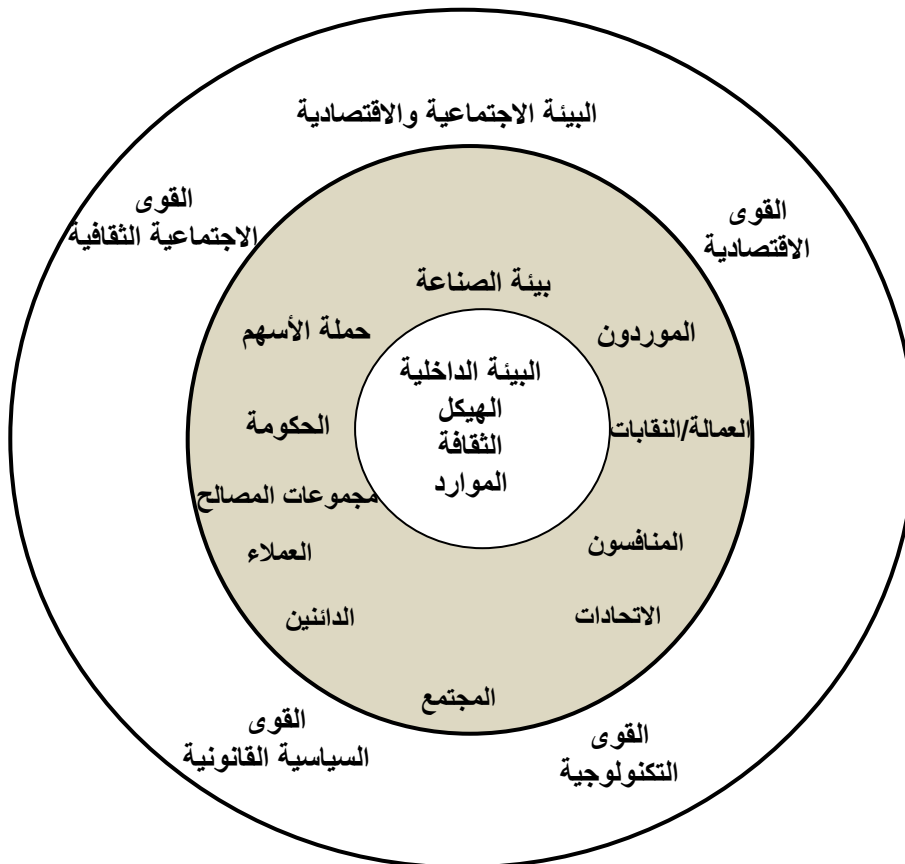 البيئة الاجتماعية والاقتصادية
القوى
الاقتصادية
القوى
الاجتماعية الثقافية
بيئة الصناعة
الموردون
حملة الأسهم
العمالة/النقابات
الحكومة
مجموعات المصالح
المنافسون
العملاء
الاتحادات
الدائنين
المجتمع
البيئة الداخلية
الهيكل
الثقافة
الموارد
القوى
التكنولوجية
القوى
السياسية القانونية